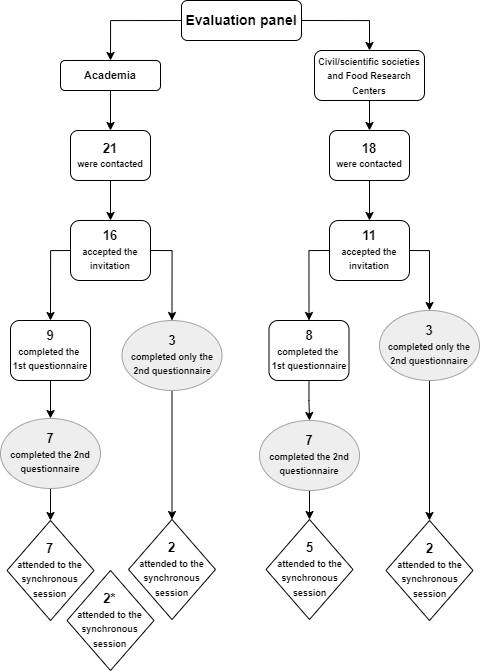 Evaluation panel
Academia
Civil/scientific societies
and Food Research
Centers
21
were contacted
18
were contacted
16
accepted the
invitation
11
accepted the
invitation
9
completed the
1st questionnaire
3
completed only the
2nd questionnaire
8
completed the
1st questionnaire
3
completed only the
2nd questionnaire
7
completed the 2nd
questionnaire
7
completed the 2nd
questionnaire
7
attended to the
synchronous
session
2
attended to the
synchronous
session
5
attended to the
synchronous
session
2
attended to the
synchronous
session
2*
attended to the
synchronous
session